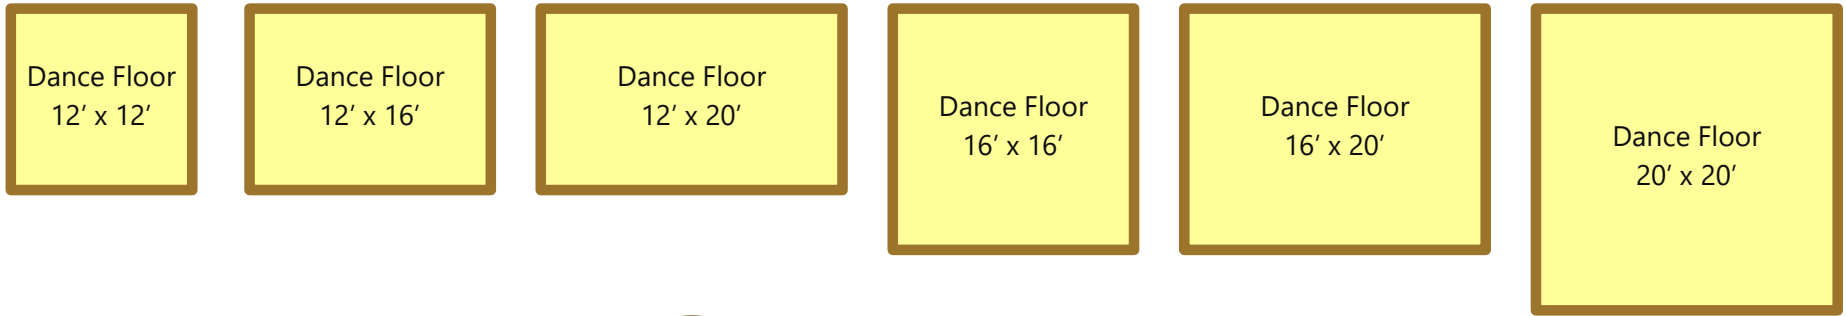 Dance Floor
12’ x 12’
Dance Floor
12’ x 16’
Dance Floor
12’ x 20’
Dance Floor
16’ x 16’
Dance Floor
16’ x 20’
Dance Floor
20’ x 20’